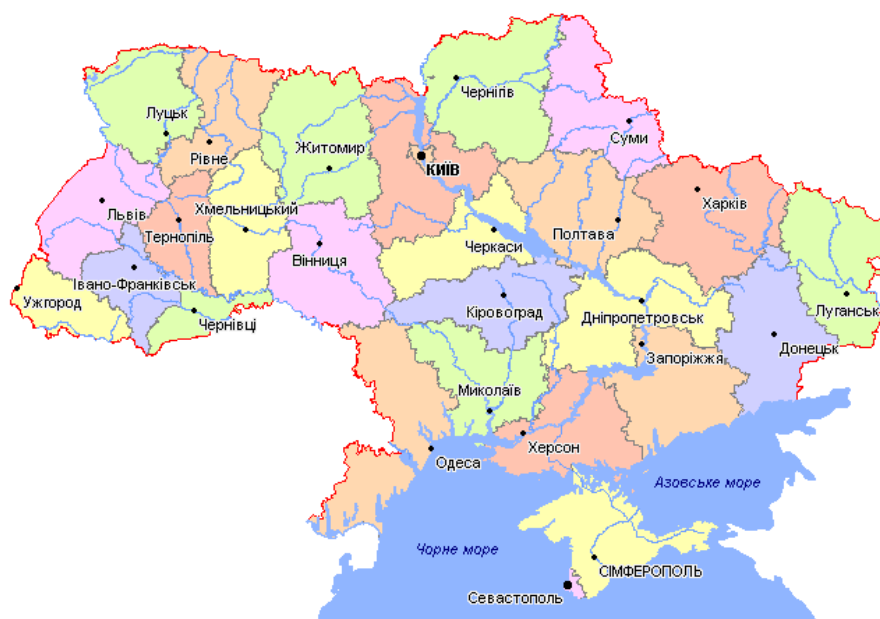 Чернігів
Суми
Луцьк
Рівне
Житомир
КИЇВ
Львів
Хмельницький
Харків
Тернопіль
Полтава
Черкаси
Вінниця
Івано-Франківськ
Ужгород
Чернівці
Кіровоград
Дніпропетровськ
Луганськ
Донецьк
Запоріжжя
Миколаїв
Херсон
Одеса
Азовське море
Чорне море
СІМФЕРОПОЛЬ
Севастополь